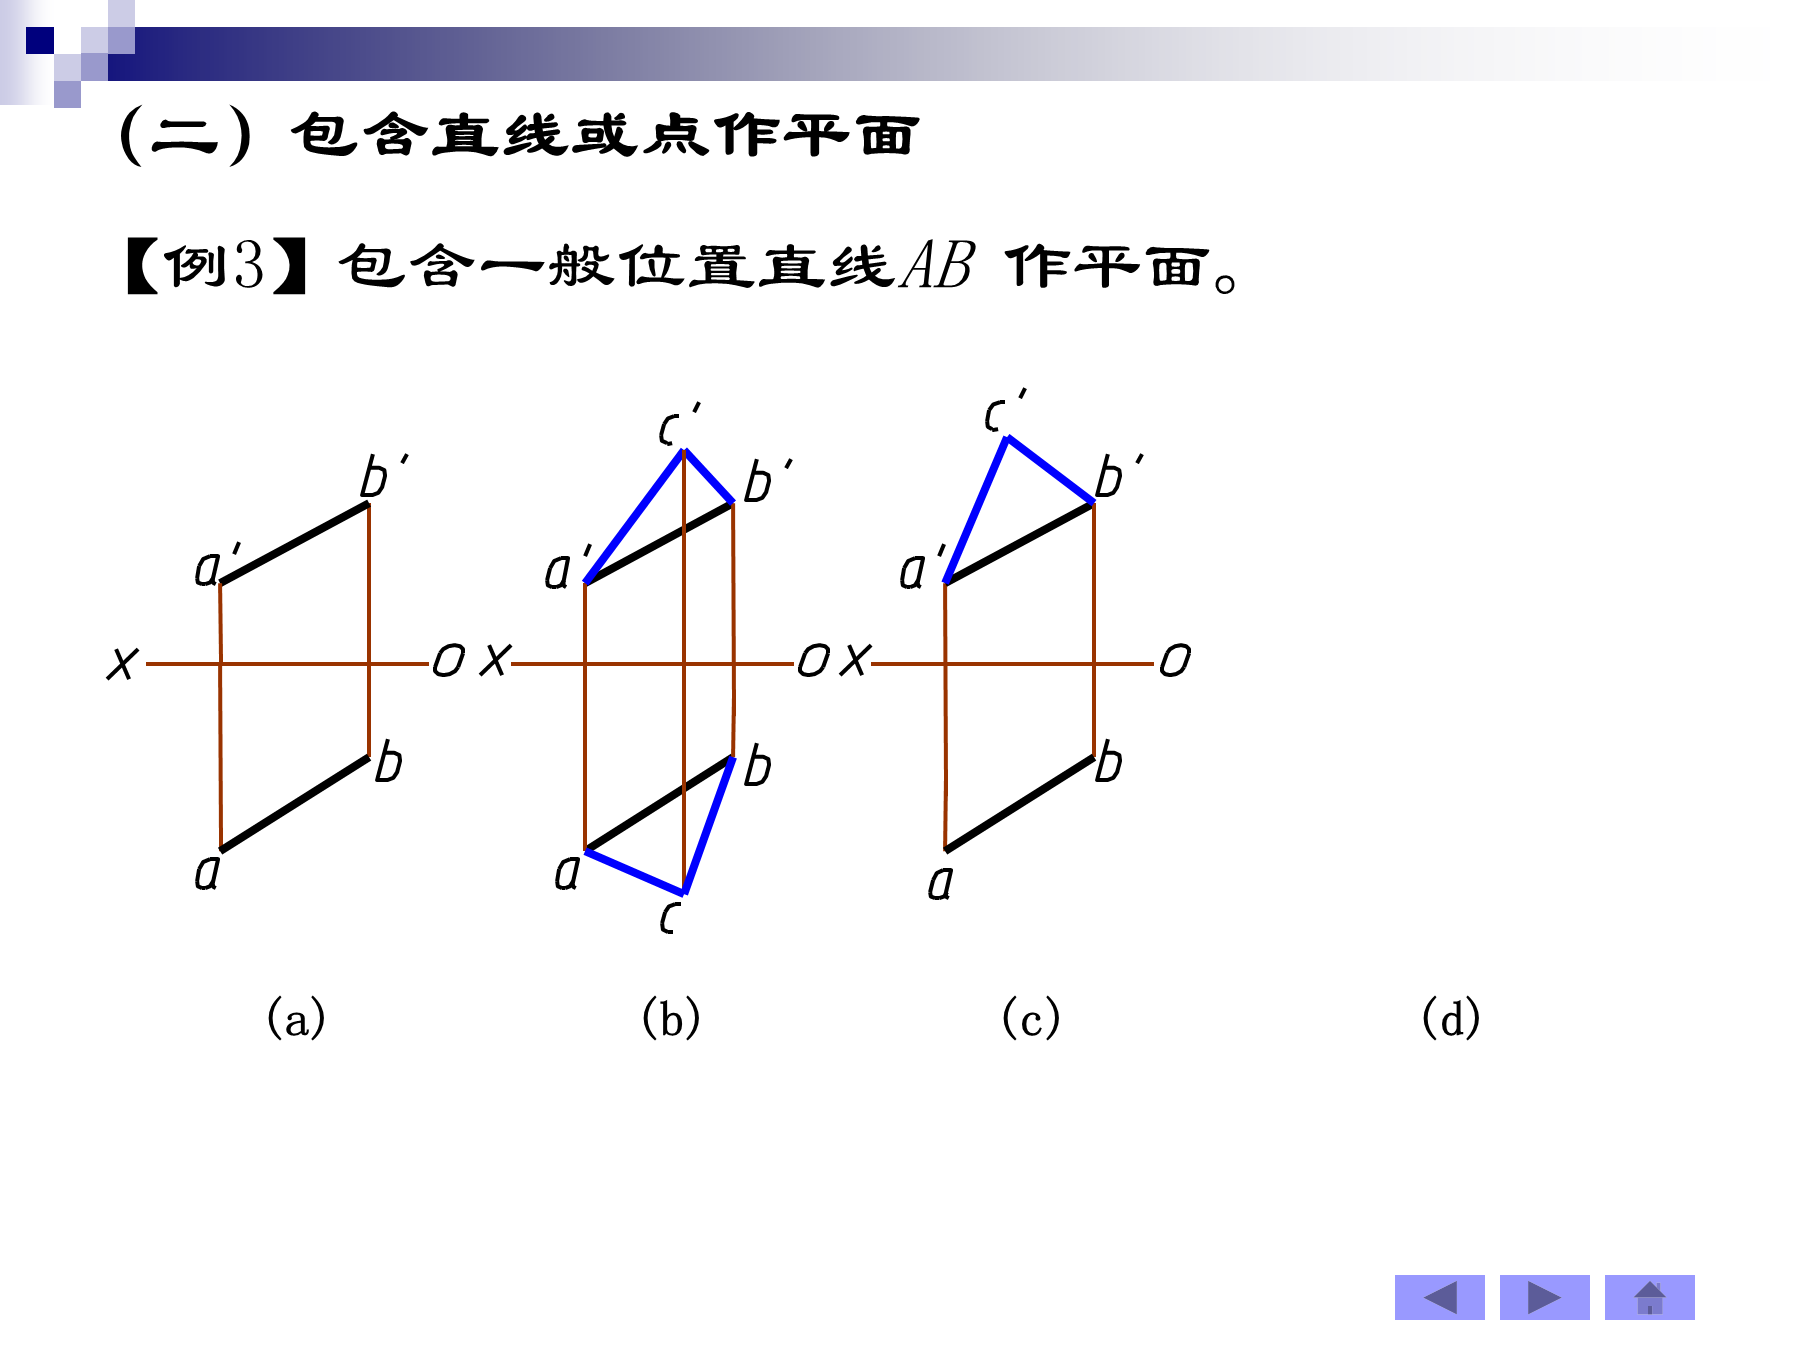 (二) 包含直线或点作平面
【例3】包含一般位置直线AB 作平面。
c′
c′
b′
b′
b′
a′
a′
a′
x
o
x
o
x
o
b
b
b
a
a
a
c
(a)
(b)
(c)
(d)